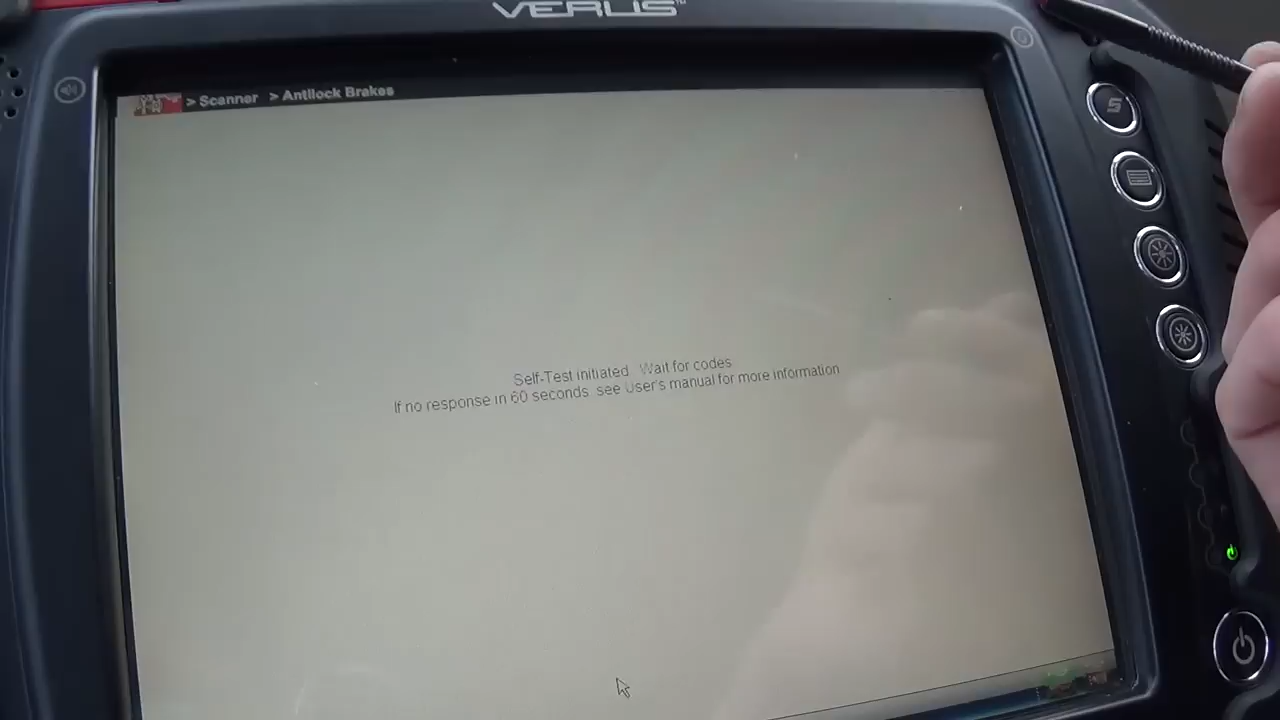 VERUS™
> Scanner > Antilock Brakes
Self-Test initiated. Wait for codes
If no response in 60 seconds see User's manual for more information
S